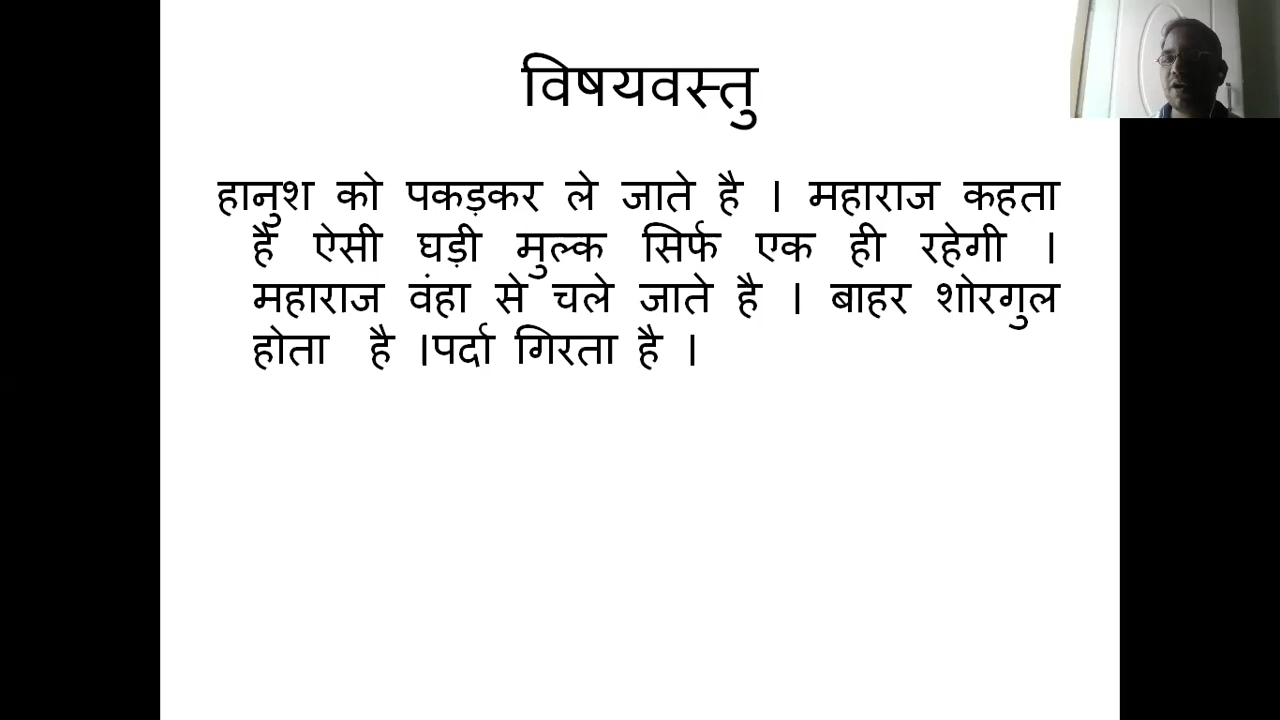 विषयवस्तु
हानुश को पकड़कर ले जाते है । महाराज कहता
है ऐसी घड़ी मुल्क सिर्फ एक ही रहेगी ।
महाराज वंहा से चले जाते है । बाहर शोरगुल
होता है ।पर्दा गिरता है ।